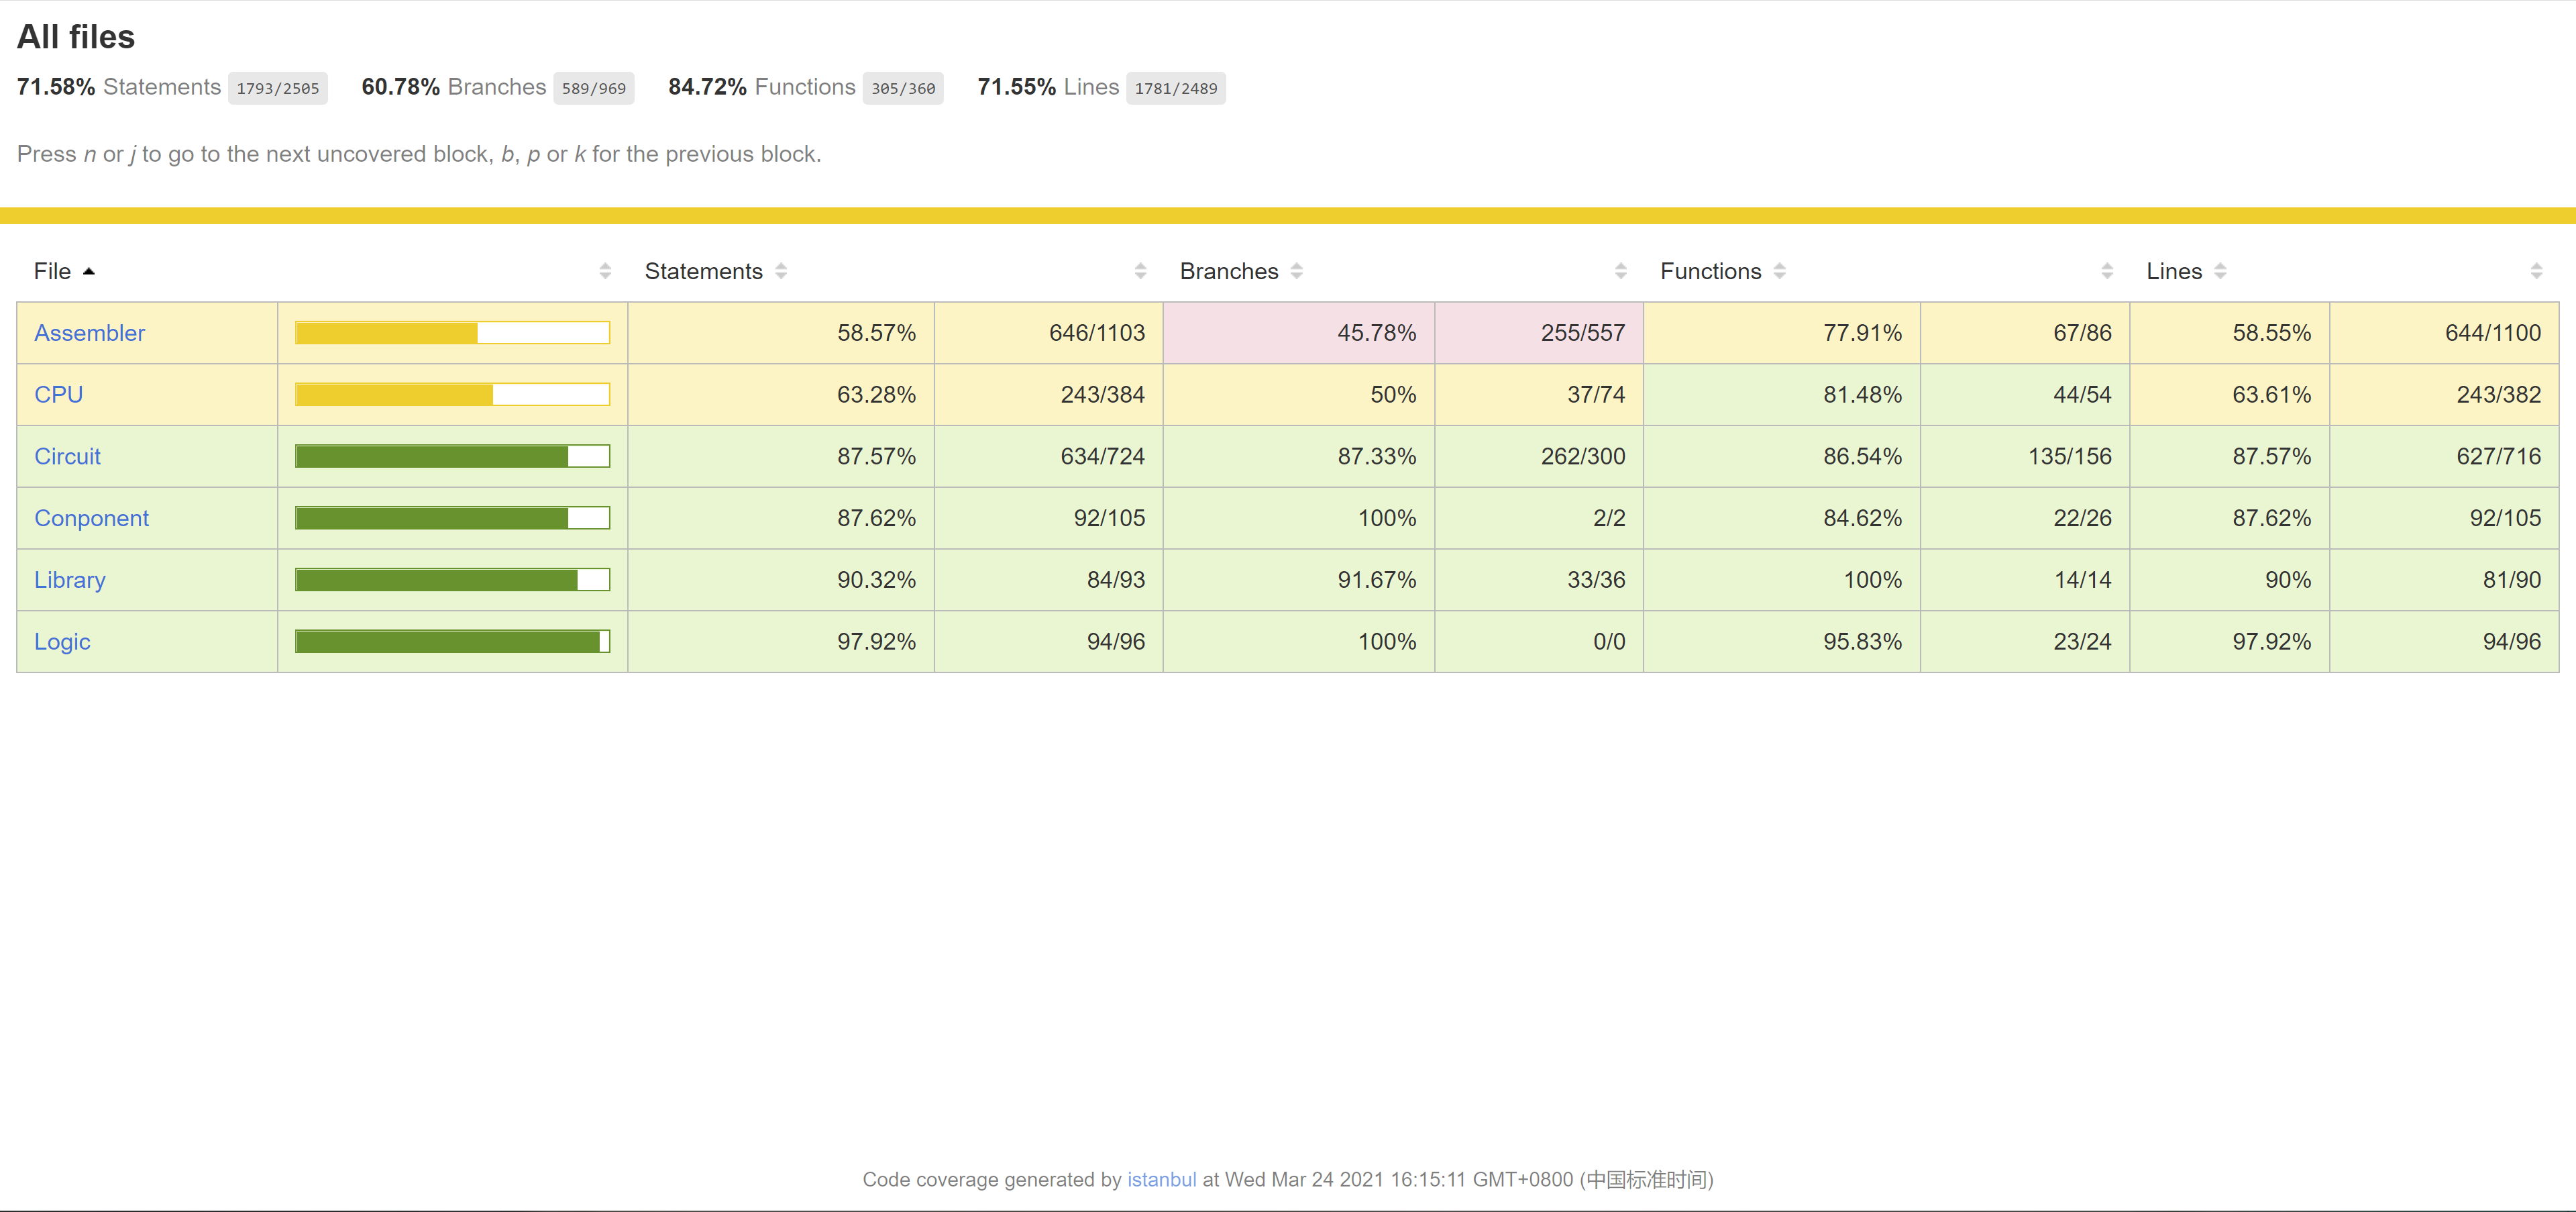 All files
71.58% Statements 1793/2505 60.78% Branches 589/969 84.72% Functions 305/360 71.55% Lines 1781/2489
Press n or j to go to the next uncovered block, b, p or k for the previous block.
File Statements Branches Functions Lines
Assembler 58.57% 646/1103 45.78% 255/557 77.91% 67/86 58.55% 644/1100
CPU 63.28% 243/384 50% 37/74 81.48% 44/54 63.61% 243/382
Circuit 87.57% 634/724 87.33% 262/300 86.54% 135/156 87.57% 627/716
Conponent 87.62% 92/105 100% 2/2 84.62% 22/26 87.62% 92/105
Library 90.32% 84/93 91.67% 33/36 100% 14/14 90% 81/90
Logic 97.92% 94/96 100% 0/0 95.83% 23/24 97.92% 94/96
Code coverage generated by istanbul at Wed Mar 24 2021 16:15:11 GMT+0800 (中国标准时间)